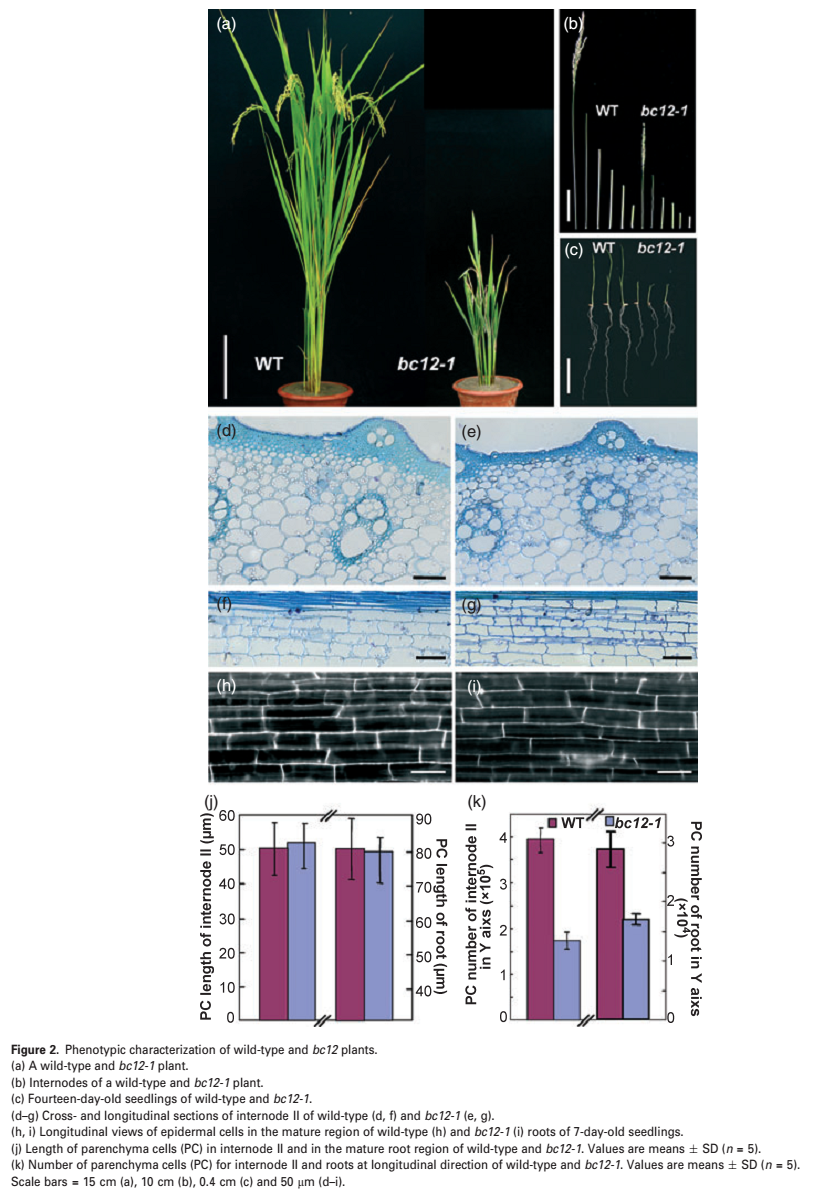 (a)
WT
bc12-1
(b)
WT
bc12-1
(c)
WT
bc12-1
(d)
(e)
(f)
(g)
(h)
(i)
(j)
60
50
40
30
20
10
0
PC length of internode II (μm)
90
80
70
60
50
40
PC length of root (μm)
(k)
WT
bc12-1
4
3
3
2
1
0
PC number of internode II
in Y aixs (×10⁵)
3
2
1
0
PC number of root in Y aixs
(×10⁴)
Figure 2. Phenotypic characterization of wild-type and bc12 plants.
(a) A wild-type and bc12-1 plant.
(b) Internodes of a wild-type and bc12-1 plant.
(c) Fourteen-day-old seedlings of wild-type and bc12-1.
(d–g) Cross- and longitudinal sections of internode II of wild-type (d, f) and bc12-1 (e, g).
(h, i) Longitudinal views of epidermal cells in the mature region of wild-type (h) and bc12-1 (i) roots of 7-day-old seedlings.
(j) Length of parenchyma cells (PC) in internode II and in the mature root region of wild-type and bc12-1. Values are means ± SD (n = 5).
(k) Number of parenchyma cells (PC) for internode II and roots at longitudinal direction of wild-type and bc12-1. Values are means ± SD (n = 5).
Scale bars = 15 cm (a), 10 cm (b), 0.4 cm (c) and 50 μm (d–i).